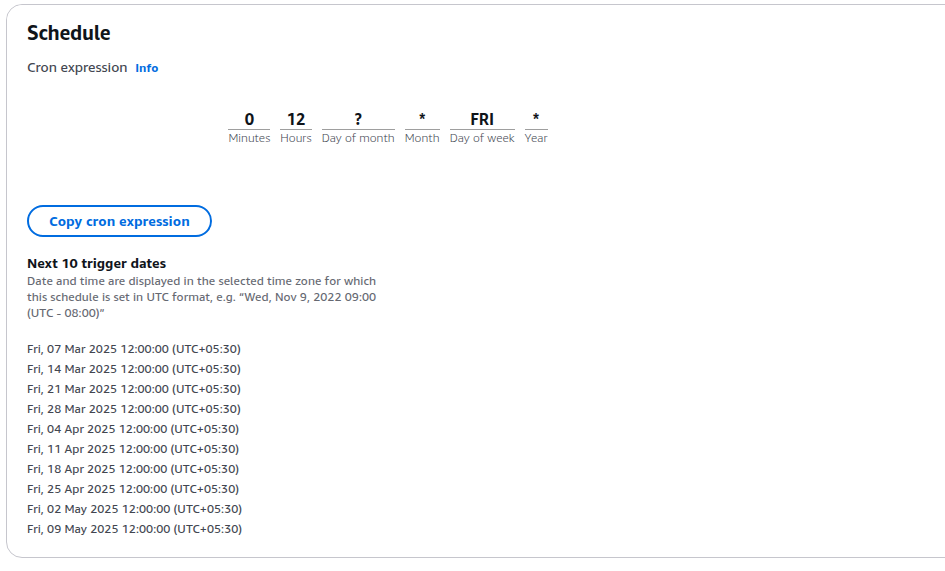 Schedule
Cron expression Info
0 12 ? * FRI *
Minutes Hours Day of month Month Day of week Year
Copy cron expression
Next 10 trigger dates
Date and time are displayed in the selected time zone for which
this schedule is set in UTC format, e.g. “Wed, Nov 9, 2022 09:00
(UTC - 08:00)”
Fri, 07 Mar 2025 12:00:00 (UTC+05:30)
Fri, 14 Mar 2025 12:00:00 (UTC+05:30)
Fri, 21 Mar 2025 12:00:00 (UTC+05:30)
Fri, 28 Mar 2025 12:00:00 (UTC+05:30)
Fri, 04 Apr 2025 12:00:00 (UTC+05:30)
Fri, 11 Apr 2025 12:00:00 (UTC+05:30)
Fri, 18 Apr 2025 12:00:00 (UTC+05:30)
Fri, 25 Apr 2025 12:00:00 (UTC+05:30)
Fri, 02 May 2025 12:00:00 (UTC+05:30)
Fri, 09 May 2025 12:00:00 (UTC+05:30)